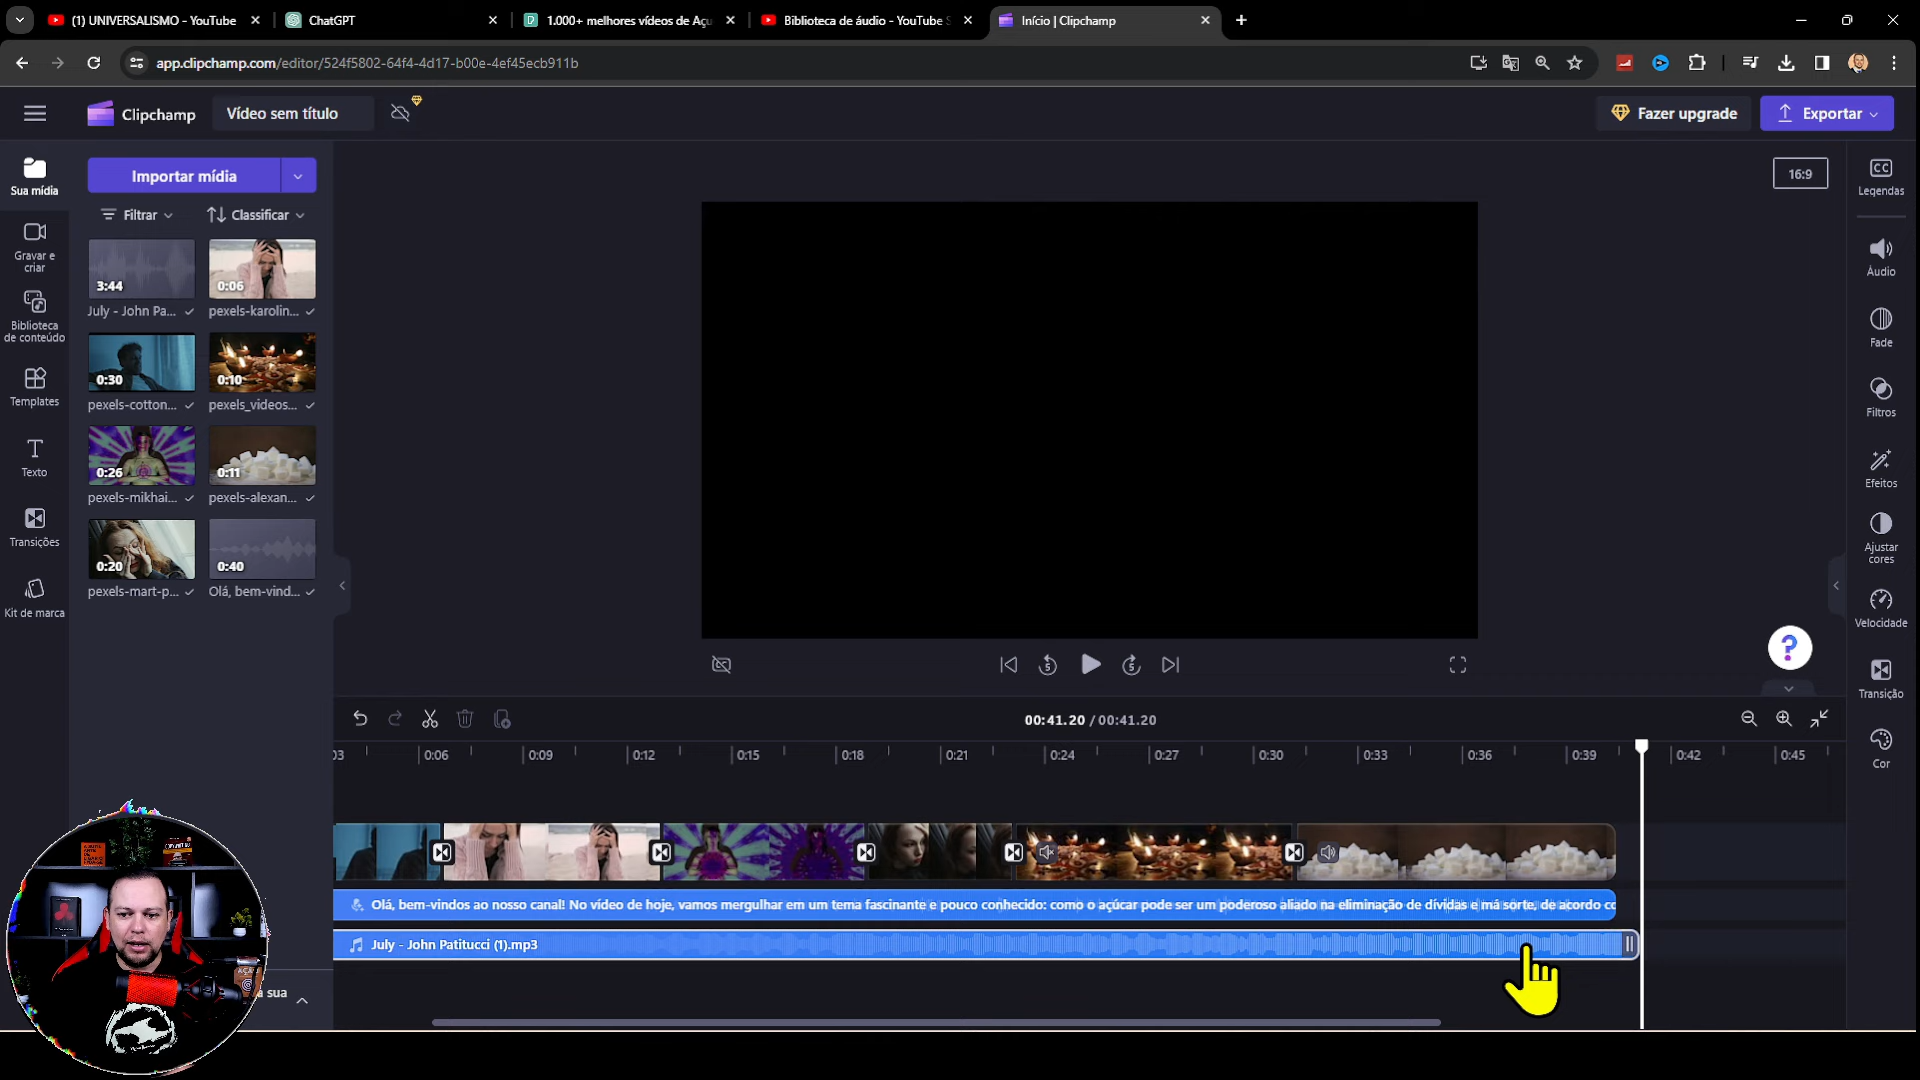 (1) UNIVERSALISMO - YouTube
ChatGPT
1.000+ melhores vídeos de Açu
Biblioteca de áudio - YouTube S
Início | Clipchamp
app.clipchamp.com/editor/524f5802-64f4-4d17-b00e-4ef45ecb911b
Clipchamp
Vídeo sem título
Fazer upgrade
Exportar
Sua mídia
Importar mídia
Filtrar
Classificar
16:9
CC
Legendas
3:44
0:06
July - John Pa...
pexels-karolin...
Gravar e
criar
Áudio
Biblioteca
de conteúdo
Fade
0:30
0:10
pexels-cotton...
pexels_videos...
Templates
Filtros
0:26
0:11
pexels-mikhai...
pexels-alexan...
Texto
Efeitos
0:20
0:40
pexels-mart-p...
Olá, bem-vind...
Transições
Ajustar
cores
Kit de marca
Velocidade
5
5
?
Transição
00:41.20 / 00:41.20
03
0:06
0:09
0:12
0:15
0:18
0:21
0:24
0:27
0:30
0:33
0:36
0:39
0:42
0:45
Cor
Olá, bem-vindos ao nosso canal! No vídeo de hoje, vamos mergulhar em um tema fascinante e pouco conhecido: como o açúcar pode ser um poderoso aliado na eliminação de dívidas e má sorte, de acordo co
July - John Patitucci (1).mp3
sua